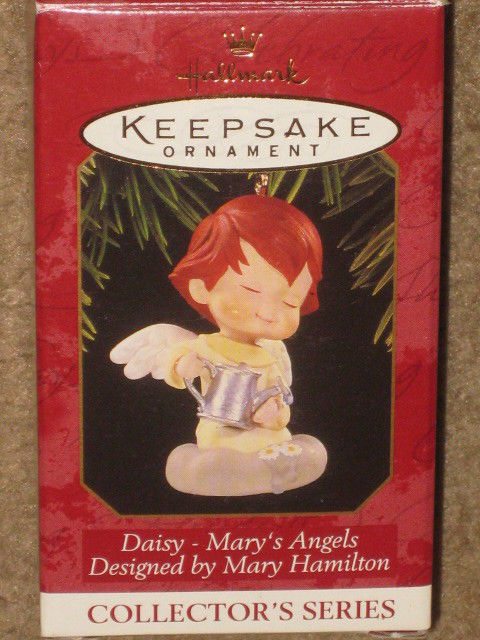 Hallmark
KEEPSAKE
ORNAMENT
Daisy - Mary's Angels
Designed by Mary Hamilton
COLLECTOR'S SERIES